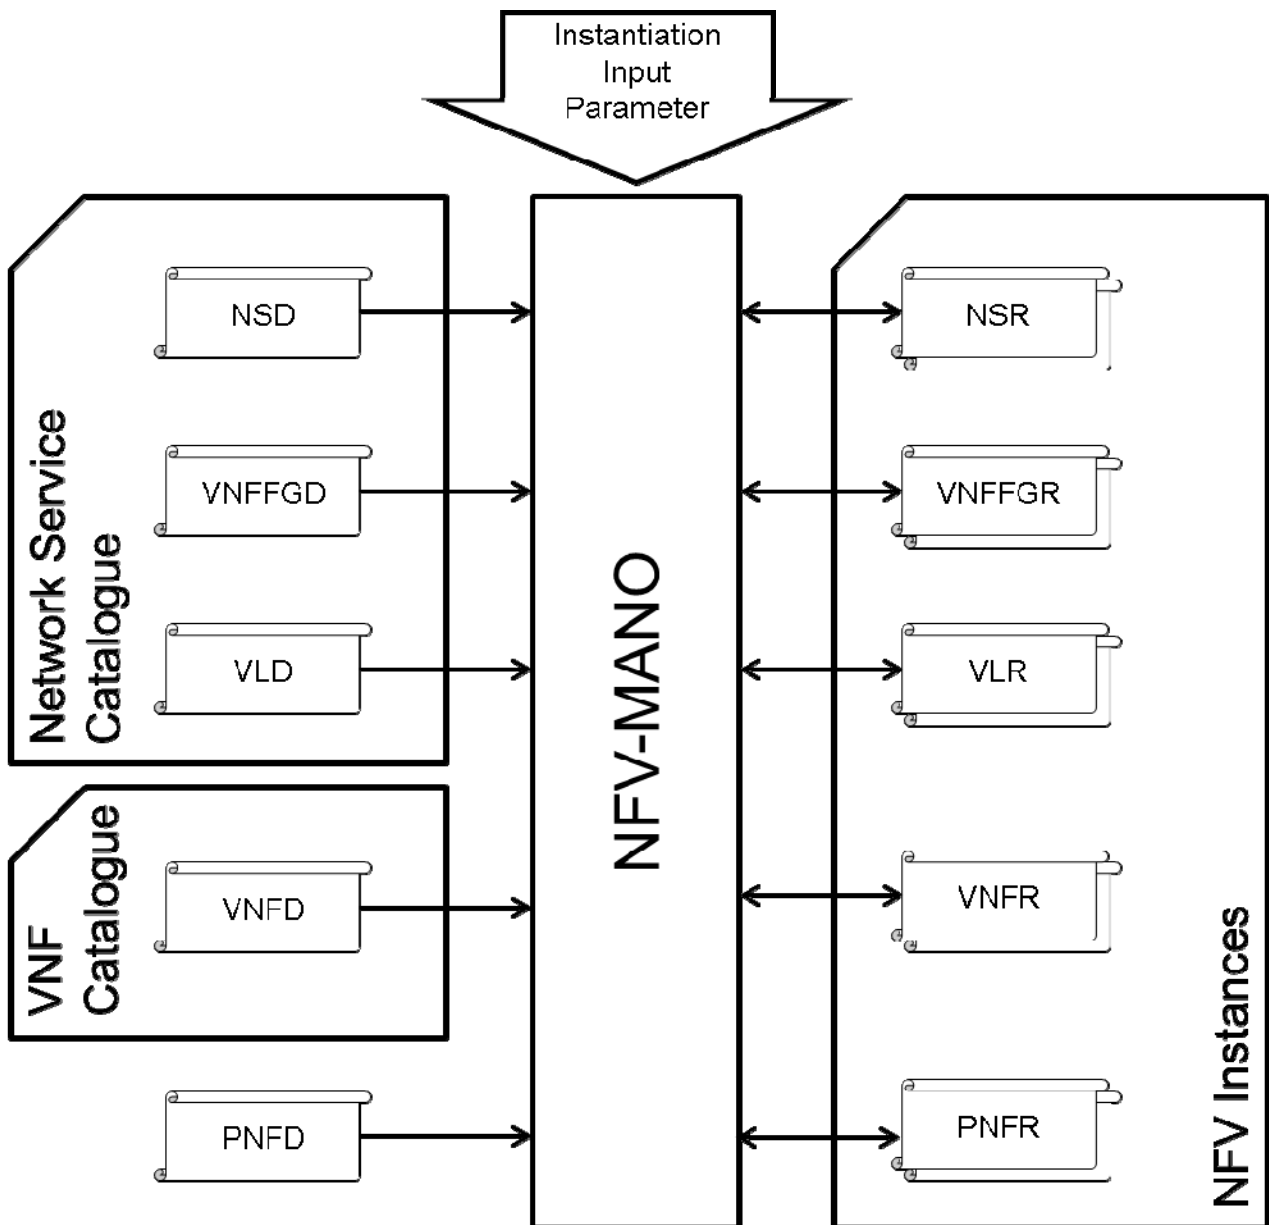 Instantiation
Input
Parameter
Network Service
Catalogue
NSD
VNFFGD
VLD
VNF
Catalogue
VNFD
PNFD
NFV-MANO
NSR
VNFFGR
VLR
VNFR
PNFR
NFV Instances